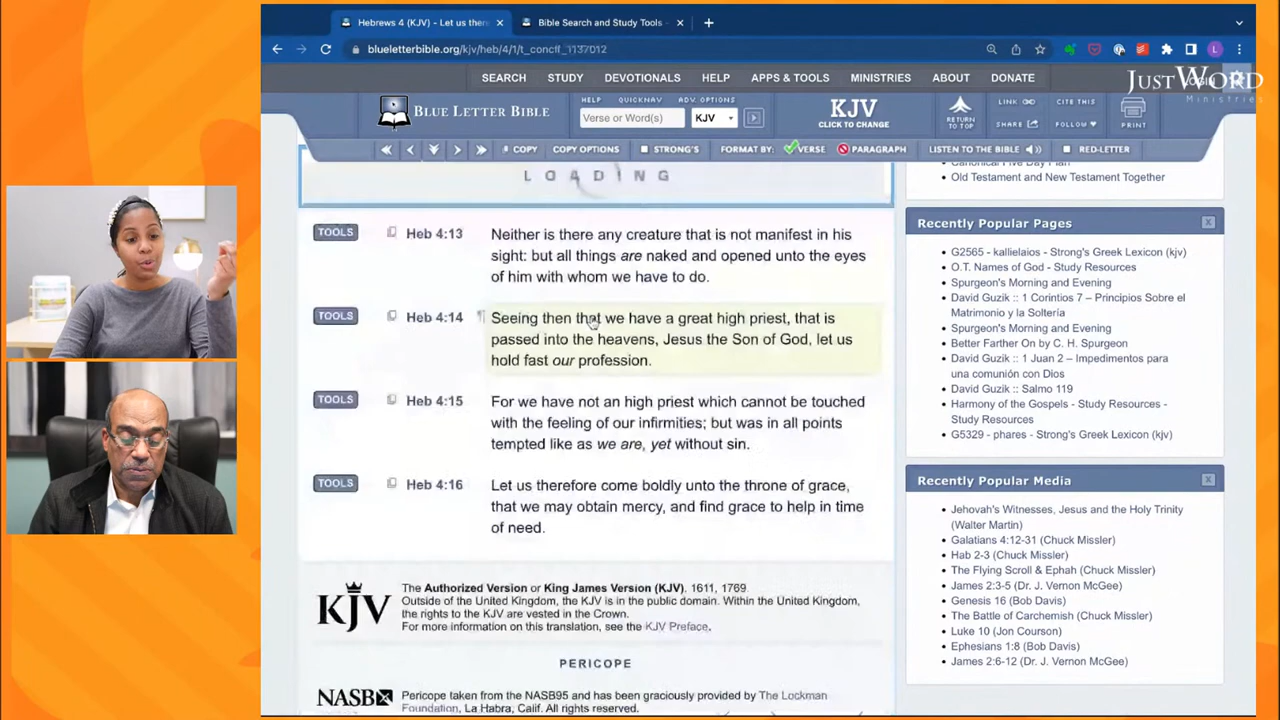 Hebrews 4 (KJV) - Let us there
Bible Search and Study Tools -
blueletterbible.org/kjv/heb/4/1/t_concff_1137012
SEARCH STUDY DEVOTIONALS HELP APPS & TOOLS MINISTRIES ABOUT DONATE
JUSTWORD
Ministries
BLUE LETTER BIBLE
HELP QUICKNAV ADV. OPTIONS
Verse or Word(s) KJV
KJV
CLICK TO CHANGE
RETURN
TO TOP
LINK CITE THIS
SHARE FOLLOW
PRINT
COPY COPY OPTIONS STRONG'S FORMAT BY: VERSE PARAGRAPH LISTEN TO THE BIBLE RED-LETTER
LOADING
TOOLS Heb 4:13 Neither is there any creature that is not manifest in his
sight: but all things are naked and opened unto the eyes
of him with whom we have to do.
TOOLS Heb 4:14 ¶ Seeing then that we have a great high priest, that is
passed into the heavens, Jesus the Son of God, let us
hold fast our profession.
TOOLS Heb 4:15 For we have not an high priest which cannot be touched
with the feeling of our infirmities; but was in all points
tempted like as we are, yet without sin.
TOOLS Heb 4:16 Let us therefore come boldly unto the throne of grace,
that we may obtain mercy, and find grace to help in time
of need.
KJV
The Authorized Version or King James Version (KJV), 1611, 1769.
Outside of the United Kingdom, the KJV is in the public domain. Within the United Kingdom,
the rights to the KJV are vested in the Crown.
For more information on this translation, see the KJV Preface.
PERICOPE
NASB
Pericope taken from the NASB95 and has been graciously provided by The Lockman
Foundation, La Habra, Calif. All rights reserved.
Canonical Five Day Plan
Old Testament and New Testament Together
Recently Popular Pages
G2565 - kallielaios - Strong's Greek Lexicon (kjv)
O.T. Names of God - Study Resources
Spurgeon's Morning and Evening
David Guzik :: 1 Corintios 7 – Principios Sobre el
Matrimonio y la Soltería
Spurgeon's Morning and Evening
Better Farther On by C. H. Spurgeon
David Guzik :: 1 Juan 2 – Impedimentos para
una comunión con Dios
David Guzik :: Salmo 119
Harmony of the Gospels - Study Resources -
Study Resources
G5329 - phares - Strong's Greek Lexicon (kjv)
Recently Popular Media
Jehovah's Witnesses, Jesus and the Holy Trinity
(Walter Martin)
Galatians 4:12-31 (Chuck Missler)
Hab 2-3 (Chuck Missler)
The Flying Scroll & Ephah (Chuck Missler)
James 2:3-5 (Dr. J. Vernon McGee)
Genesis 16 (Bob Davis)
The Battle of Carchemish (Chuck Missler)
Luke 10 (Jon Courson)
Ephesians 1:8 (Bob Davis)
James 2:6-12 (Dr. J. Vernon McGee)